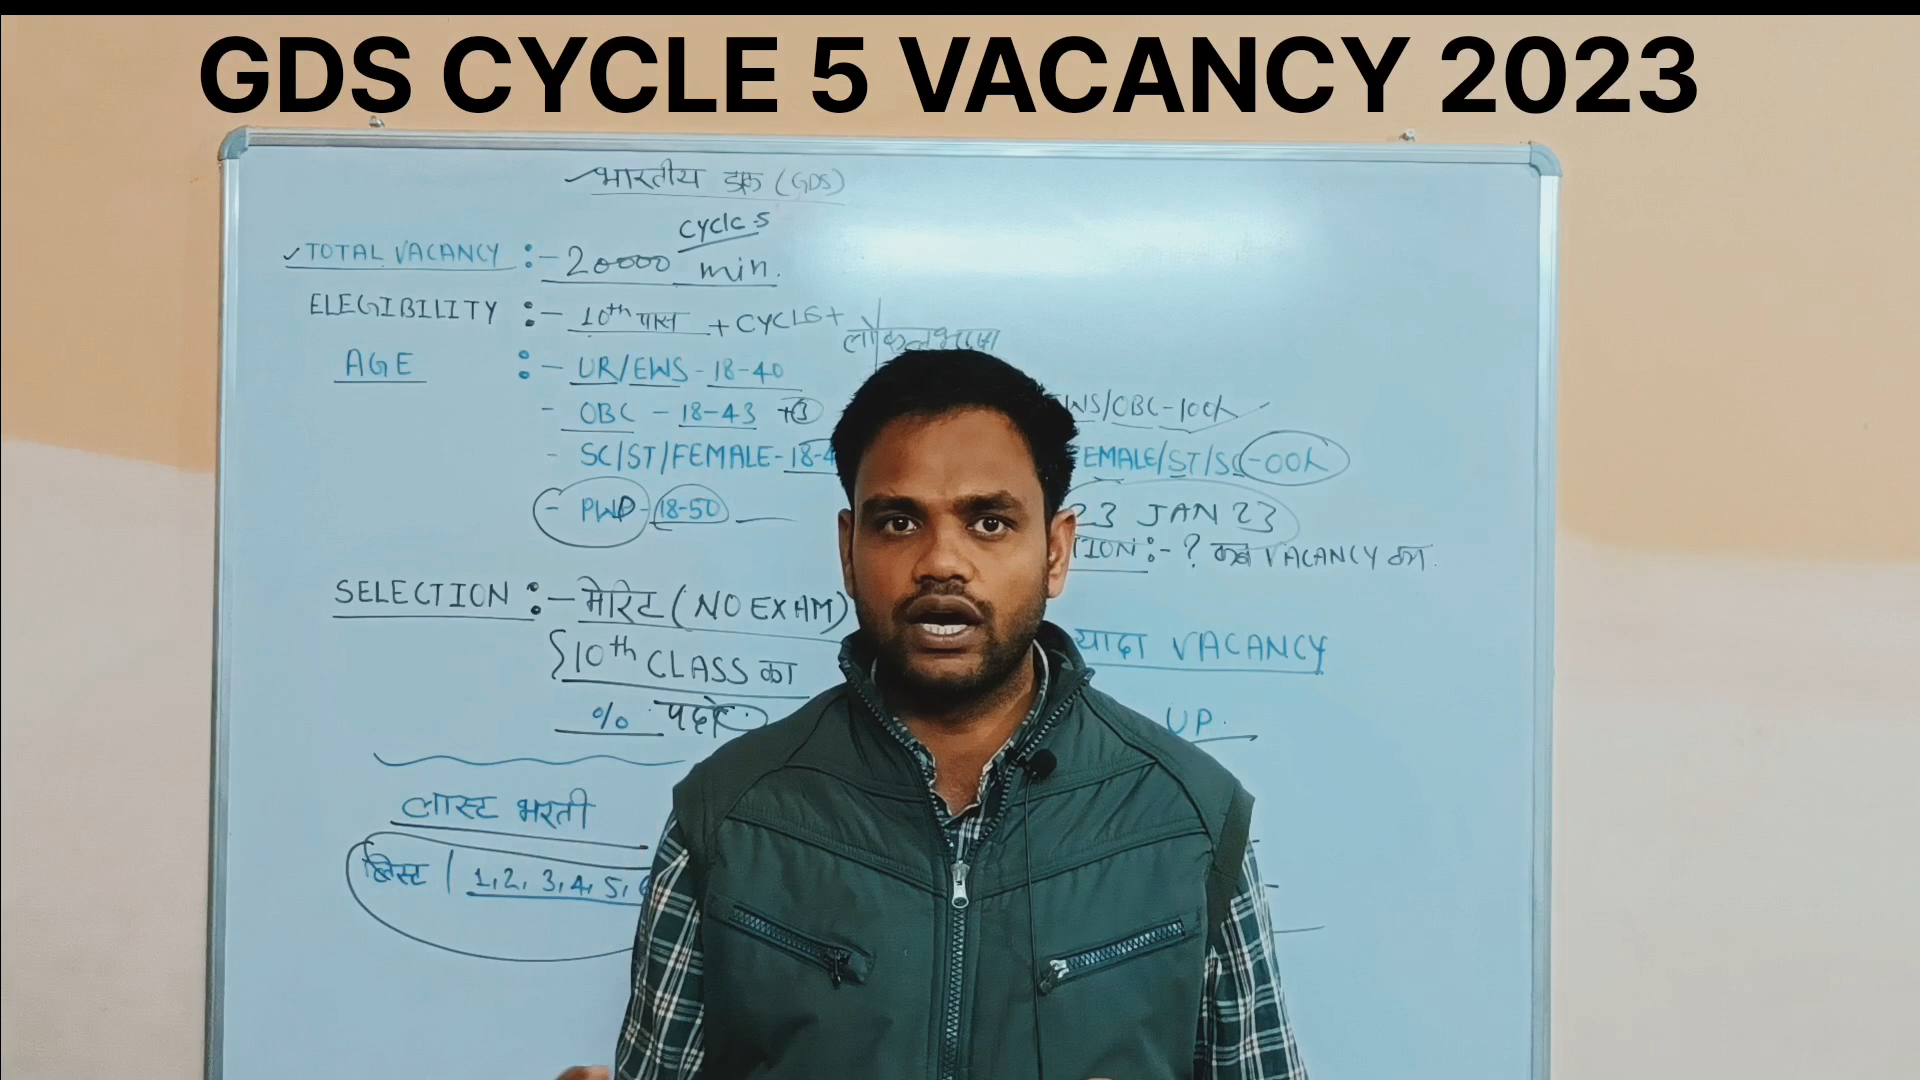 GDS CYCLE 5 VACANCY 2023
भारतीय डाक (GDS)
CYCLE-5
TOTAL VACANCY :- 20000 min.
ELEGIBILITY :- 10th पास + CYCLE +
लोकल भाषा
AGE :- UR/EWS - 18-40
- OBC - 18-43 +3
- SC/ST/FEMALE - 18-4
- PWD - 18-50
SELECTION :- मेरिट (NO EXAM)
10th CLASS का
%
लास्ट भरती
लिस्ट | 1, 2, 3, 4, 5, 6
WS/OBC - 100/-
EMALE/ST/SC - 00/-
23 JAN 23
TION :- ? कब VACANCY का
यादा VACANCY
UP.